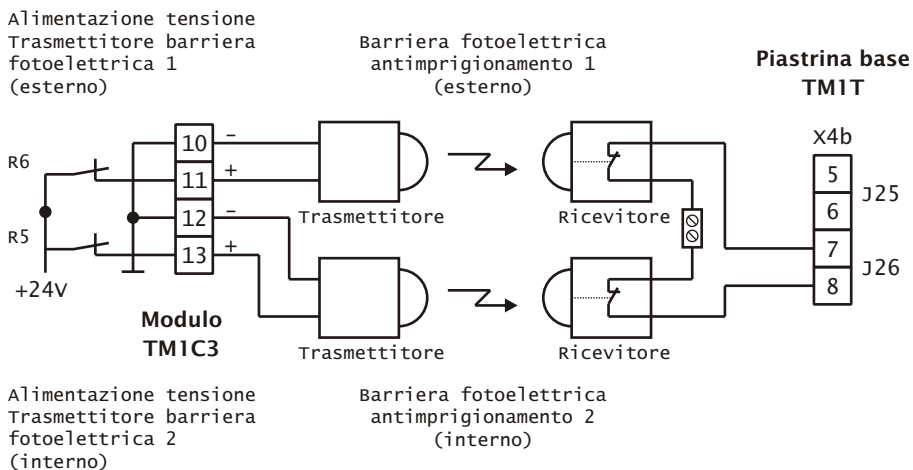 Alimentazione tensione
Trasmettitore barriera
fotoelettrica 1
(esterno)
Barriera fotoelettrica
antimprigionamento 1
(esterno)
Piastrina base
TM1T
X4b
R6
R5
+24V
10
11
12
13
–
+
–
+
Modulo
TM1C3
Trasmettitore
Ricevitore
Trasmettitore
Ricevitore
5
6
7
8
J25
J26
Alimentazione tensione
Trasmettitore barriera
fotoelettrica 2
(interno)
Barriera fotoelettrica
antimprigionamento 2
(interno)